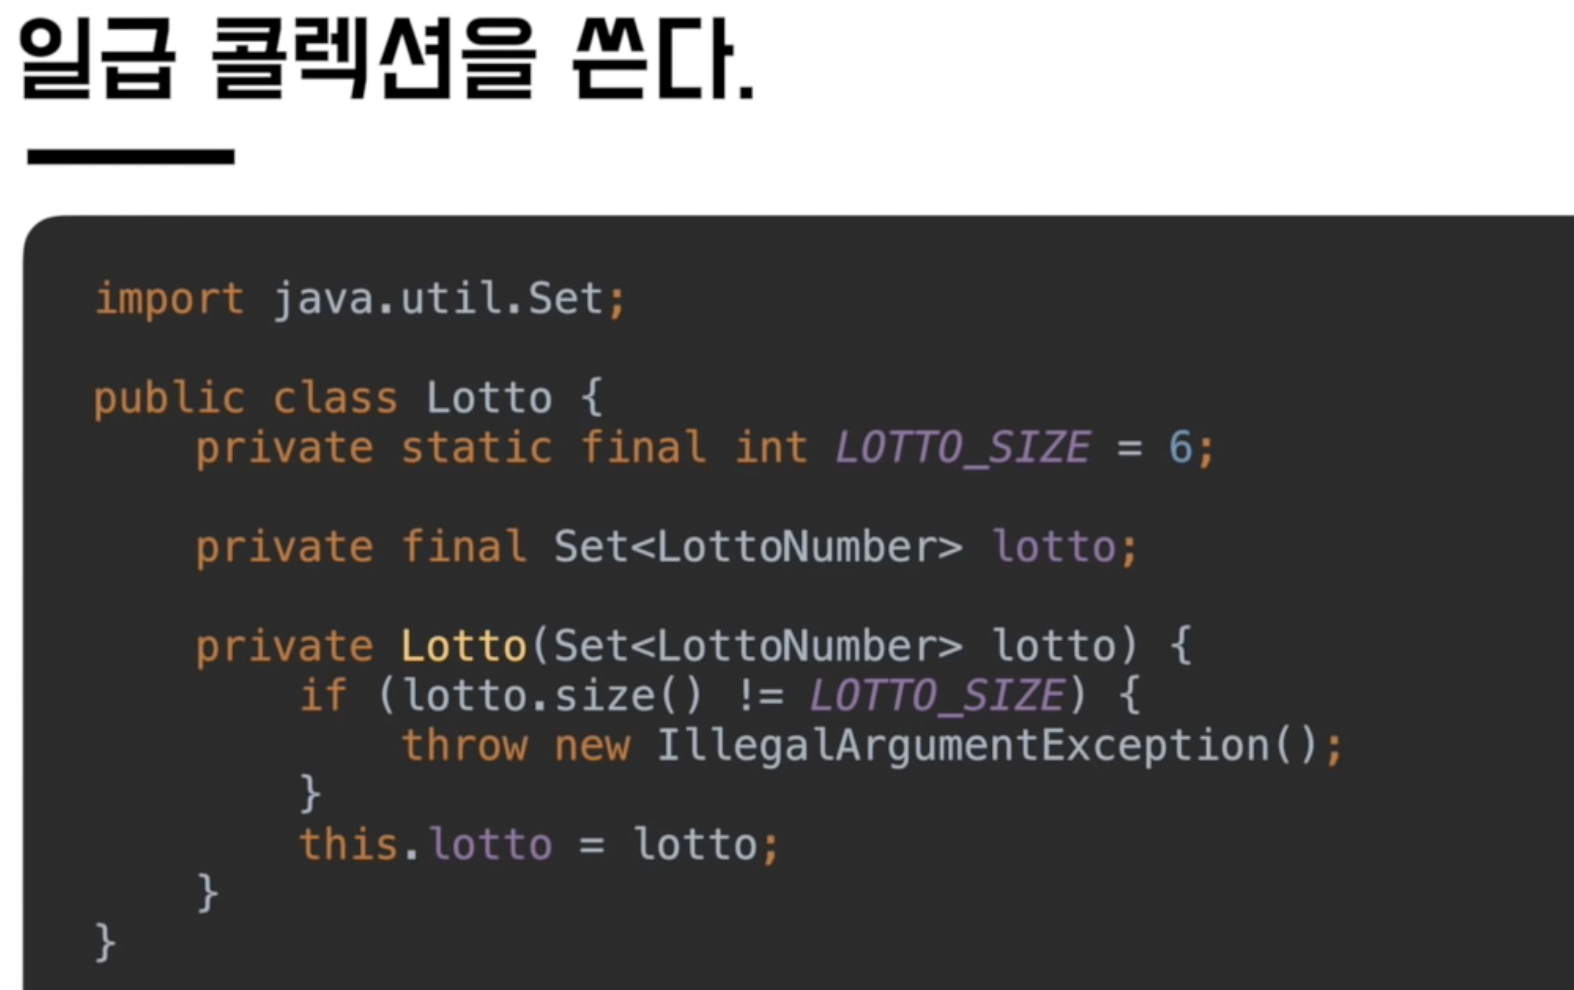 일급 콜렉션을 쓴다.
import java.util.Set;
public class Lotto {
private static final int LOTTO_SIZE = 6;
private final Set<LottoNumber> lotto;
private Lotto(Set<LottoNumber> lotto) {
if (lotto.size() != LOTTO_SIZE) {
throw new IllegalArgumentException();
}
this.lotto = lotto;
}
}